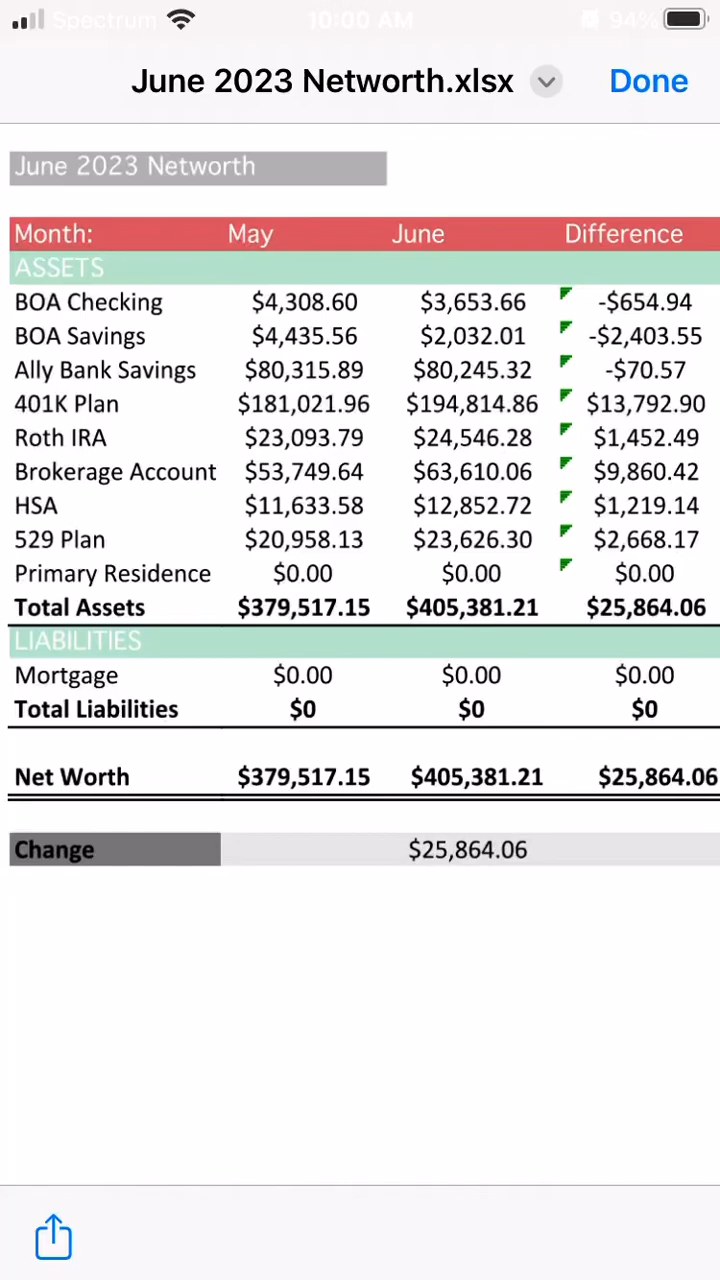 Spectrum 10:00 AM 94%
June 2023 Networth.xlsx Done
June 2023 Networth
Month: May June Difference
ASSETS
BOA Checking $4,308.60 $3,653.66 -$654.94
BOA Savings $4,435.56 $2,032.01 -$2,403.55
Ally Bank Savings $80,315.89 $80,245.32 -$70.57
401K Plan $181,021.96 $194,814.86 $13,792.90
Roth IRA $23,093.79 $24,546.28 $1,452.49
Brokerage Account $53,749.64 $63,610.06 $9,860.42
HSA $11,633.58 $12,852.72 $1,219.14
529 Plan $20,958.13 $23,626.30 $2,668.17
Primary Residence $0.00 $0.00 $0.00
Total Assets $379,517.15 $405,381.21 $25,864.06
LIABILITIES
Mortgage $0.00 $0.00 $0.00
Total Liabilities $0 $0 $0
Net Worth $379,517.15 $405,381.21 $25,864.06
Change $25,864.06